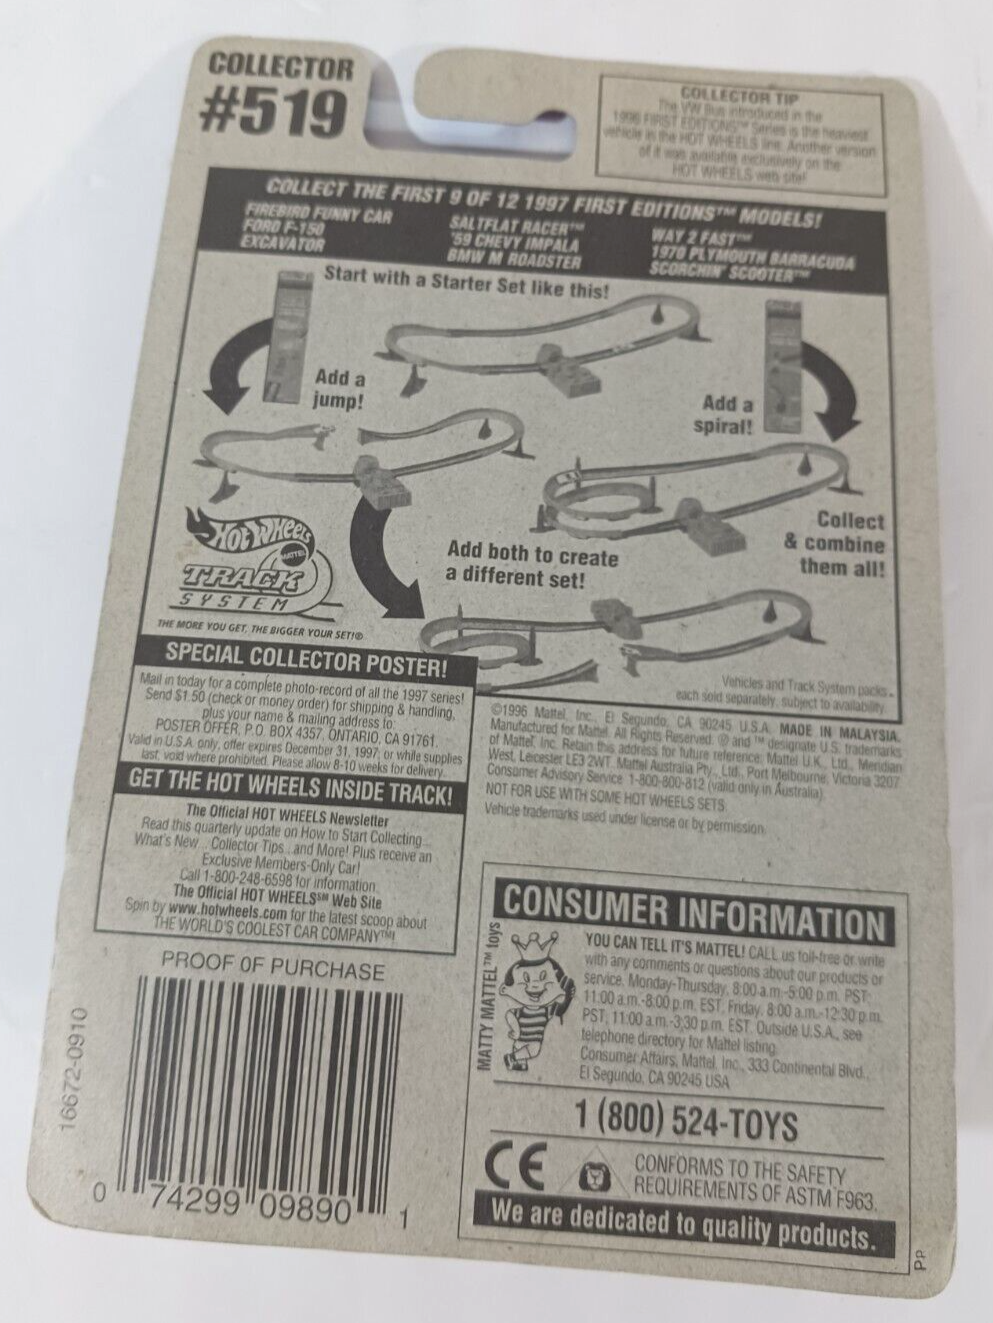 COLLECTOR
#519
COLLECTOR TIP
The VW Bus introduced in the
1996 FIRST EDITIONS™ Series is the heaviest
vehicle in the HOT WHEELS line. Another version
of it was available exclusively on the
HOT WHEELS web site!
COLLECT THE FIRST 9 OF 12 1997 FIRST EDITIONS™ MODELS!
FIREBIRD FUNNY CAR
FORD F-150
EXCAVATOR
SALTFLAT RACER™
'59 CHEVY IMPALA
BMW M ROADSTER
WAY 2 FAST™
1970 PLYMOUTH BARRACUDA
SCORCHIN' SCOOTER™
Start with a Starter Set like this!
Add a
jump!
Add a
spiral!
Collect
& combine
them all!
Add both to create
a different set!
HOT WHEELS
MATTEL
TRACK
SYSTEM
THE MORE YOU GET, THE BIGGER YOUR SET!®
Vehicles and Track System packs
each sold separately, subject to availability.
SPECIAL COLLECTOR POSTER!
Mail in today for a complete photo-record of all the 1997 series!
Send $1.50 (check or money order) for shipping & handling,
plus your name & mailing address to:
POSTER OFFER, P.O. BOX 4357, ONTARIO, CA 91761.
Valid in U.S.A. only, offer expires December 31, 1997, or while supplies
last, void where prohibited. Please allow 8-10 weeks for delivery.
GET THE HOT WHEELS INSIDE TRACK!
The Official HOT WHEELS Newsletter
Read this quarterly update on How to Start Collecting...
What's New... Collector Tips...and More! Plus receive an
Exclusive Members-Only Car!
Call 1-800-248-6598 for information.
The Official HOT WHEELS℠ Web Site
Spin by www.hotwheels.com for the latest scoop about
THE WORLD'S COOLEST CAR COMPANY™!
©1996 Mattel, Inc., El Segundo, CA 90245, U.S.A. MADE IN MALAYSIA.
Manufactured for Mattel. All Rights Reserved. ® and ™ designate U.S. trademarks
of Mattel, Inc. Retain this address for future reference: Mattel U.K., Ltd., Meridian
West, Leicester LE3 2WT. Mattel Australia Pty., Ltd., Port Melbourne, Victoria 3207
Consumer Advisory Service 1-800-800-812 (valid only in Australia).
NOT FOR USE WITH SOME HOT WHEELS SETS.
Vehicle trademarks used under license or by permission.
PROOF OF PURCHASE
16672-0910
0 74299 09890 1
CONSUMER INFORMATION
MATTY MATTEL™ toys
YOU CAN TELL IT'S MATTEL! CALL us toll-free or write
with any comments or questions about our products or
service. Monday-Thursday, 8:00 a.m.-5:00 p.m. PST;
11:00 a.m.-8:00 p.m. EST, Friday, 8:00 a.m.-12:30 p.m.
PST, 11:00 a.m.-3:30 p.m. EST. Outside U.S.A., see
telephone directory for Mattel listing.
Consumer Affairs, Mattel, Inc., 333 Continental Blvd.,
El Segundo, CA 90245 USA
1 (800) 524-TOYS
CE
CONFORMS TO THE SAFETY
REQUIREMENTS OF ASTM F963.
We are dedicated to quality products.
PP